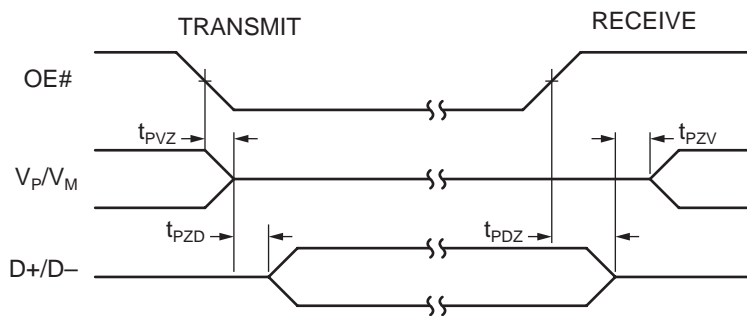 TRANSMIT
RECEIVE
OE#
tPVZ
tPZV
VP/VM
tPZD
tPDZ
D+/D–